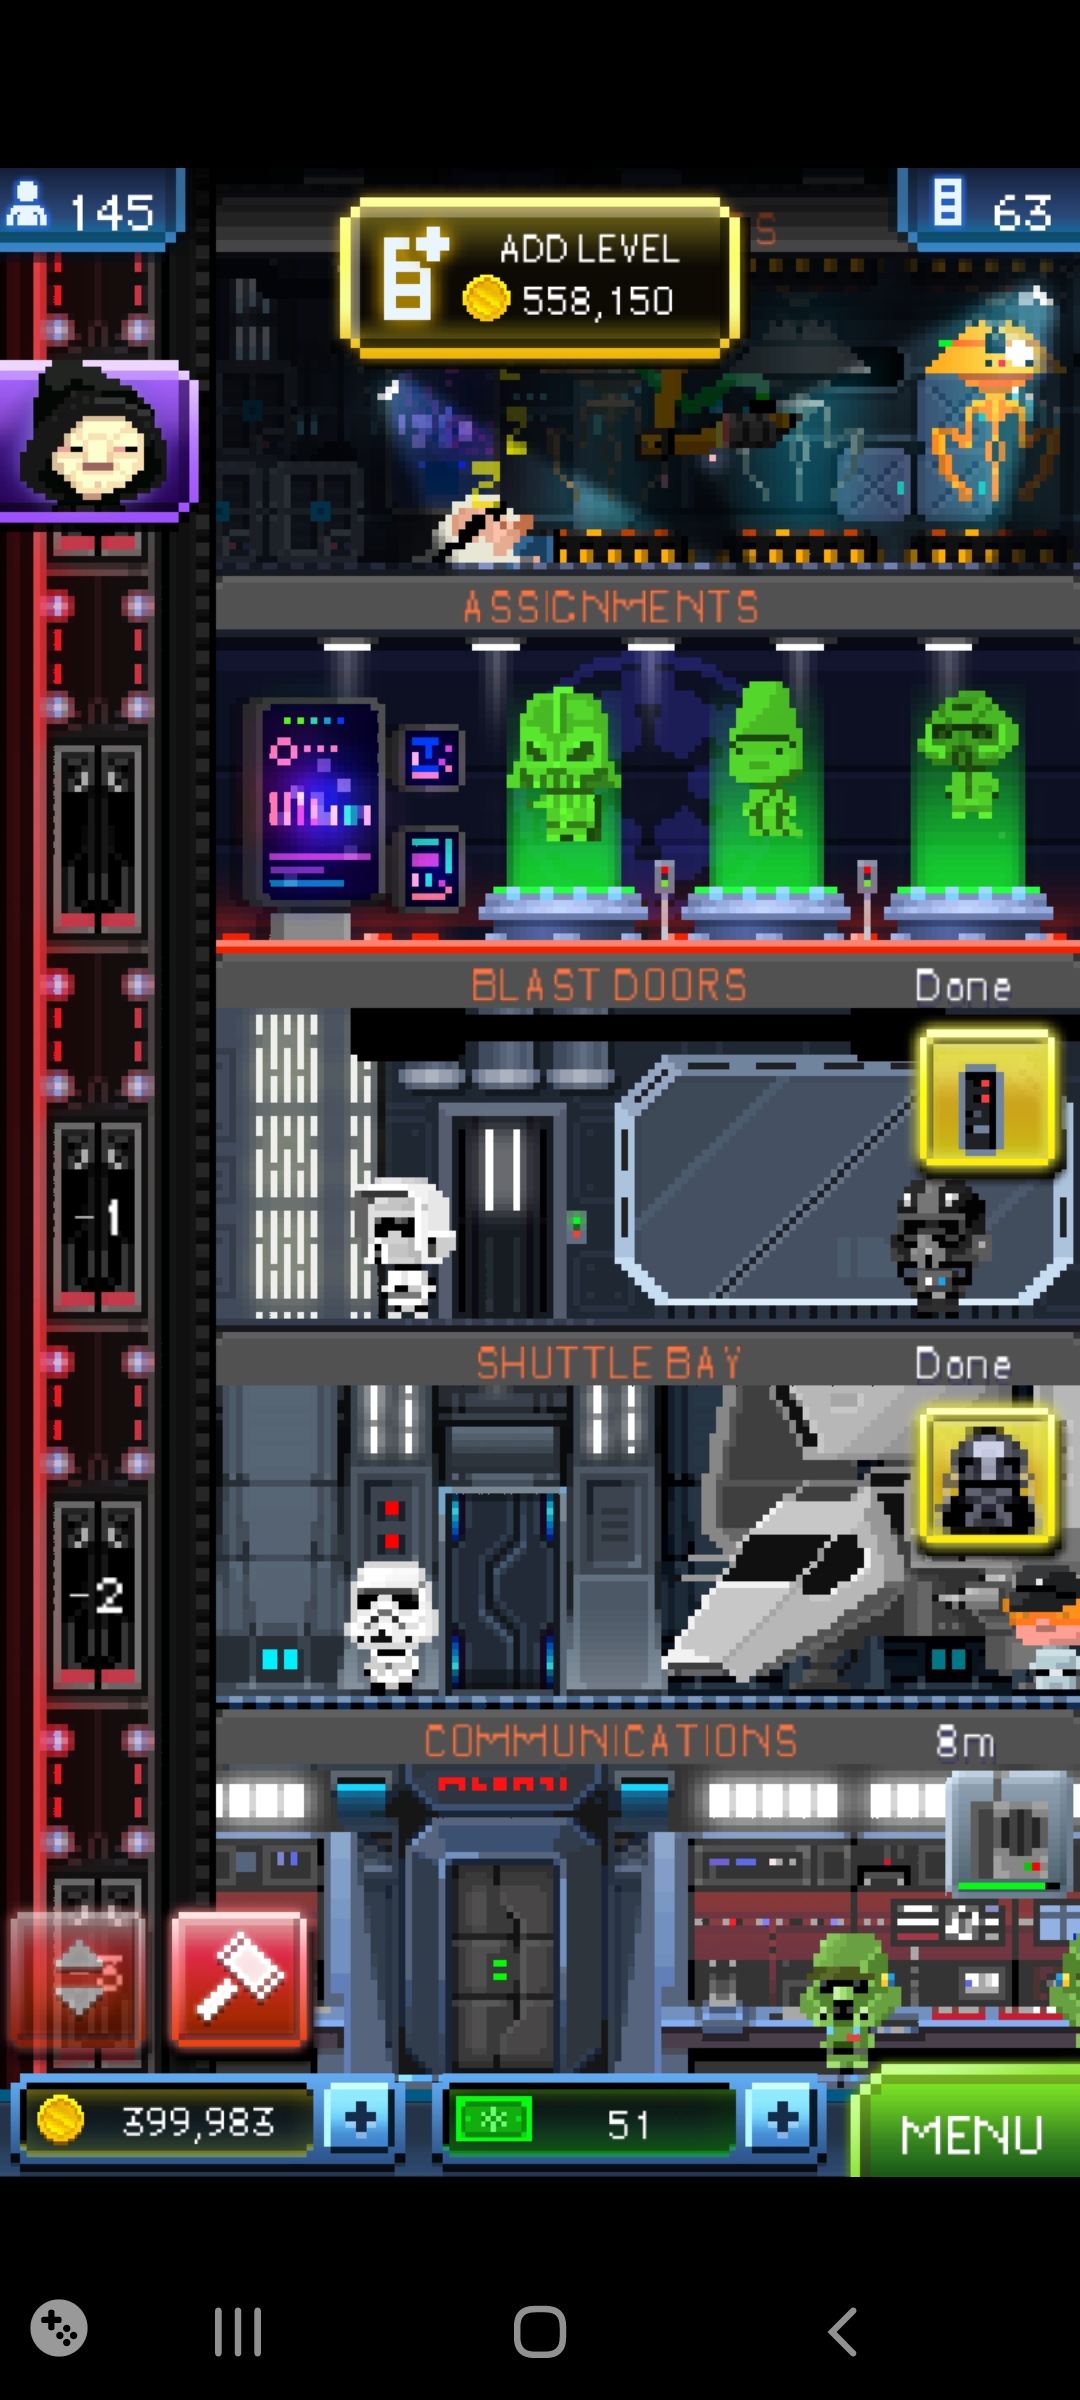 145
63
S
ADD LEVEL
558,150
ASSIGNMENTS
BLAST DOORS
Done
-1
SHUTTLE BAY
Done
-2
COMMUNICATIONS
8m
-3
399,983
51
MENU